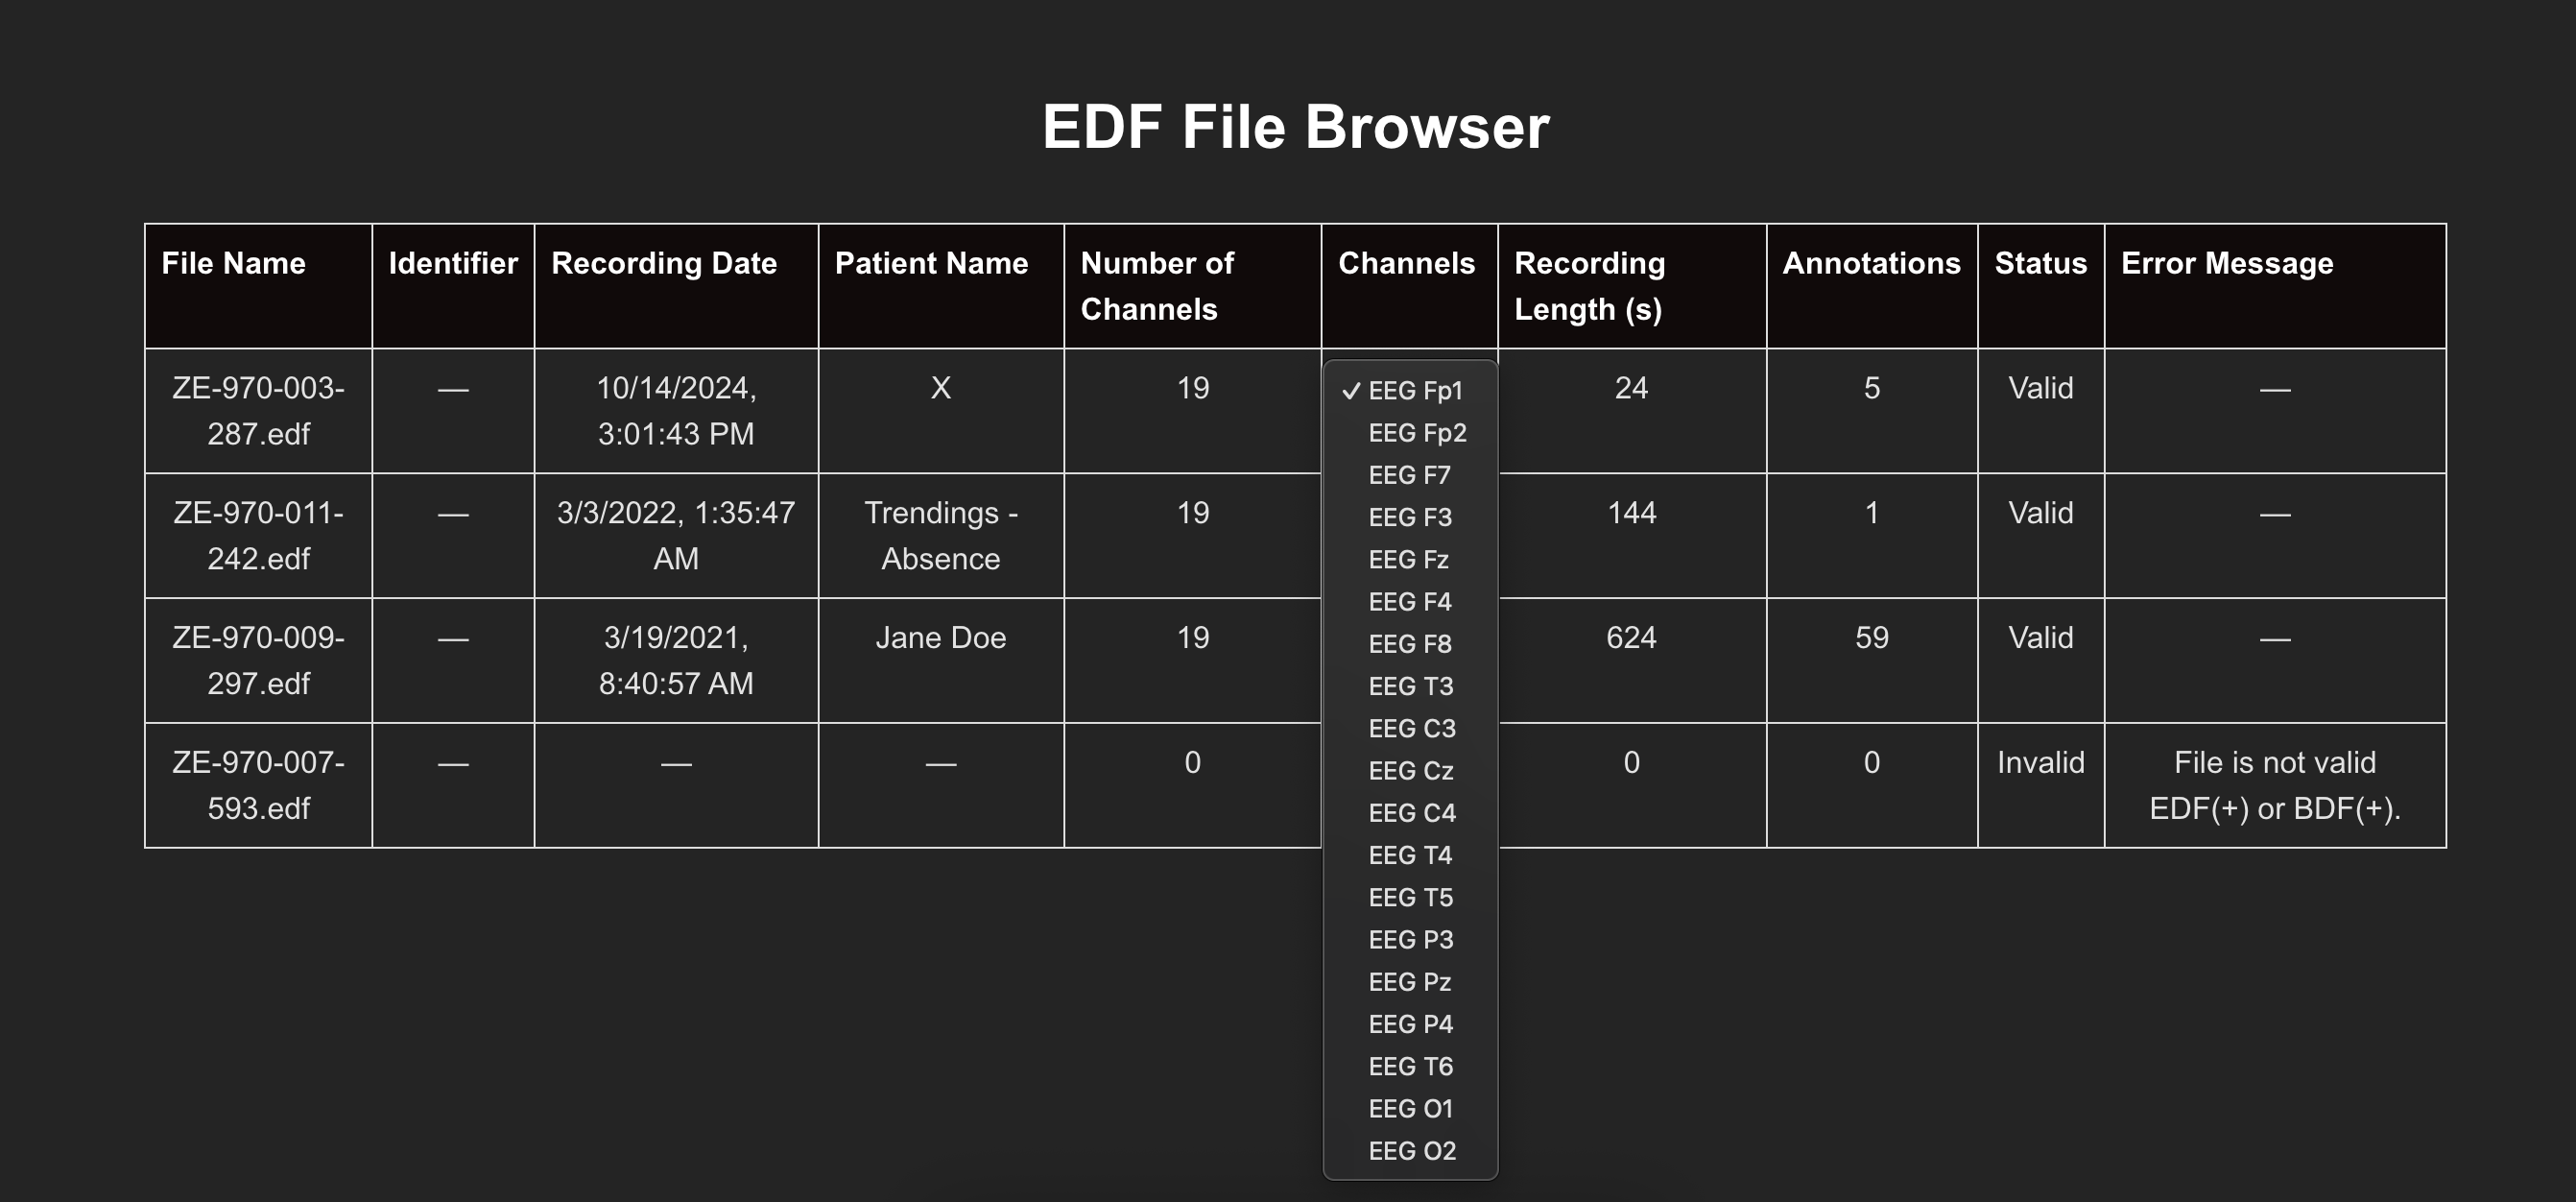 EDF File Browser
File Name
Identifier
Recording Date
Patient Name
Number of
Channels
Channels
Recording
Length (s)
Annotations
Status
Error Message
ZE-970-003-
287.edf
—
10/14/2024,
3:01:43 PM
X
19
24
5
Valid
—
ZE-970-011-
242.edf
—
3/3/2022, 1:35:47
AM
Trendings -
Absence
19
144
1
Valid
—
ZE-970-009-
297.edf
—
3/19/2021,
8:40:57 AM
Jane Doe
19
624
59
Valid
—
ZE-970-007-
593.edf
—
—
—
0
0
0
Invalid
File is not valid
EDF(+) or BDF(+).
✓ EEG Fp1
EEG Fp2
EEG F7
EEG F3
EEG Fz
EEG F4
EEG F8
EEG T3
EEG C3
EEG Cz
EEG C4
EEG T4
EEG T5
EEG P3
EEG Pz
EEG P4
EEG T6
EEG O1
EEG O2